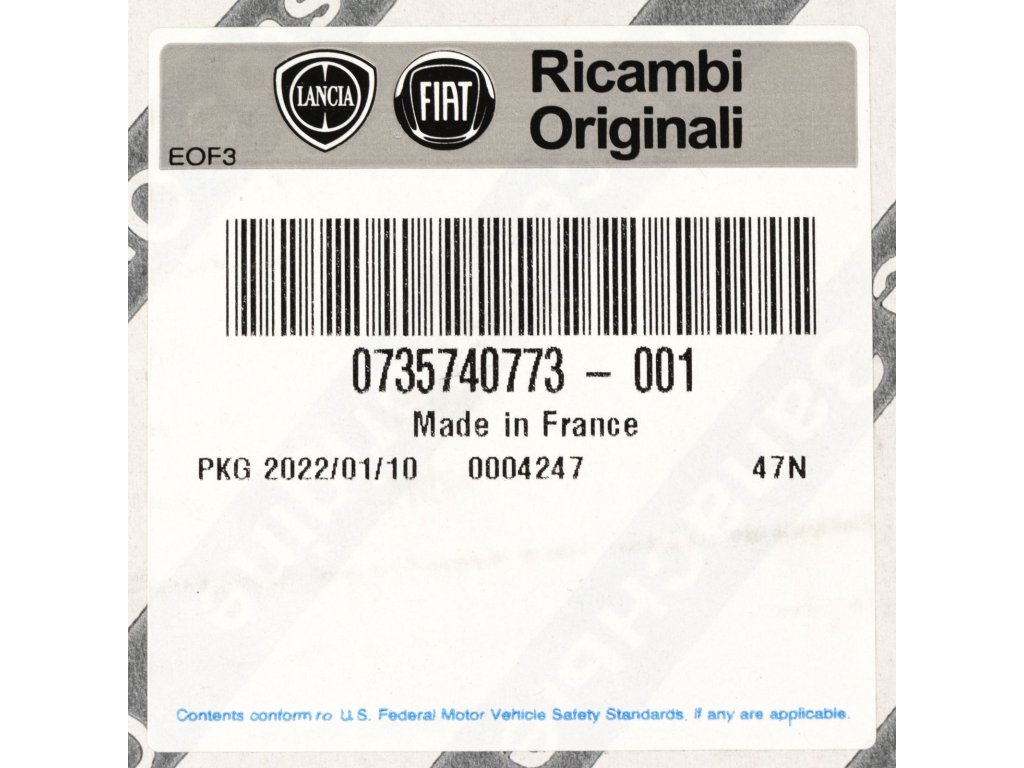 LANCIA
FIAT
Ricambi
Originali
EOF3
0735740773 - 001
Made in France
PKG 2022/01/10 0004247 47N
Contents conform ro U.S. Federal Motor Vehicle Safety Standards, if any are applicable.